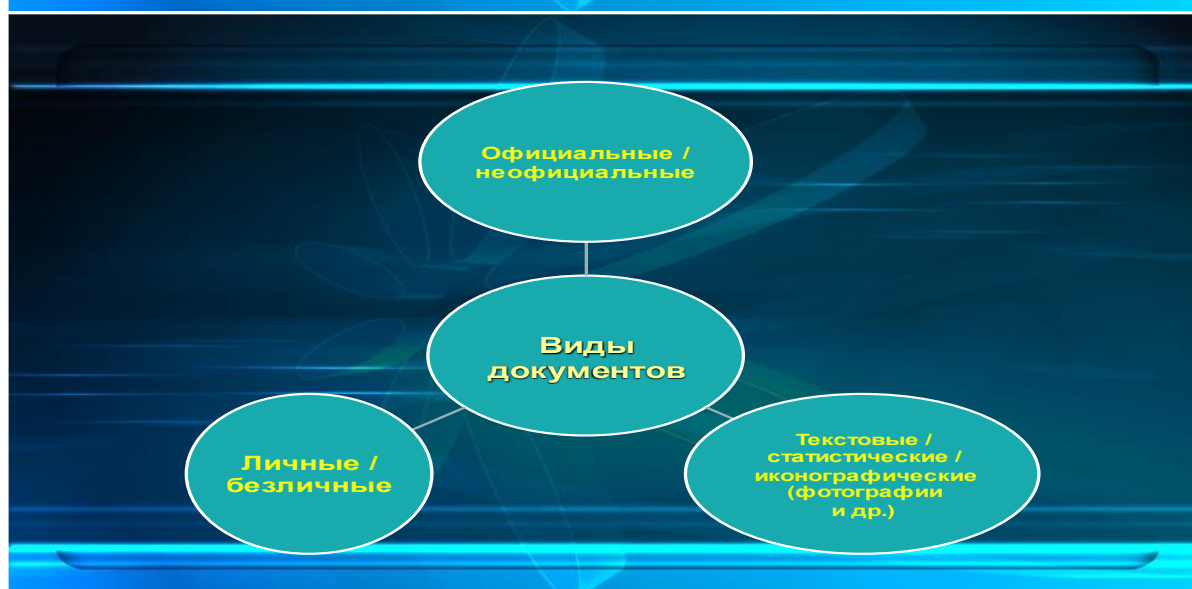 Официальные /
неофициальные
Виды
документов
Личные /
безличные
Текстовые /
статистические /
иконографические
(фотографии
и др.)